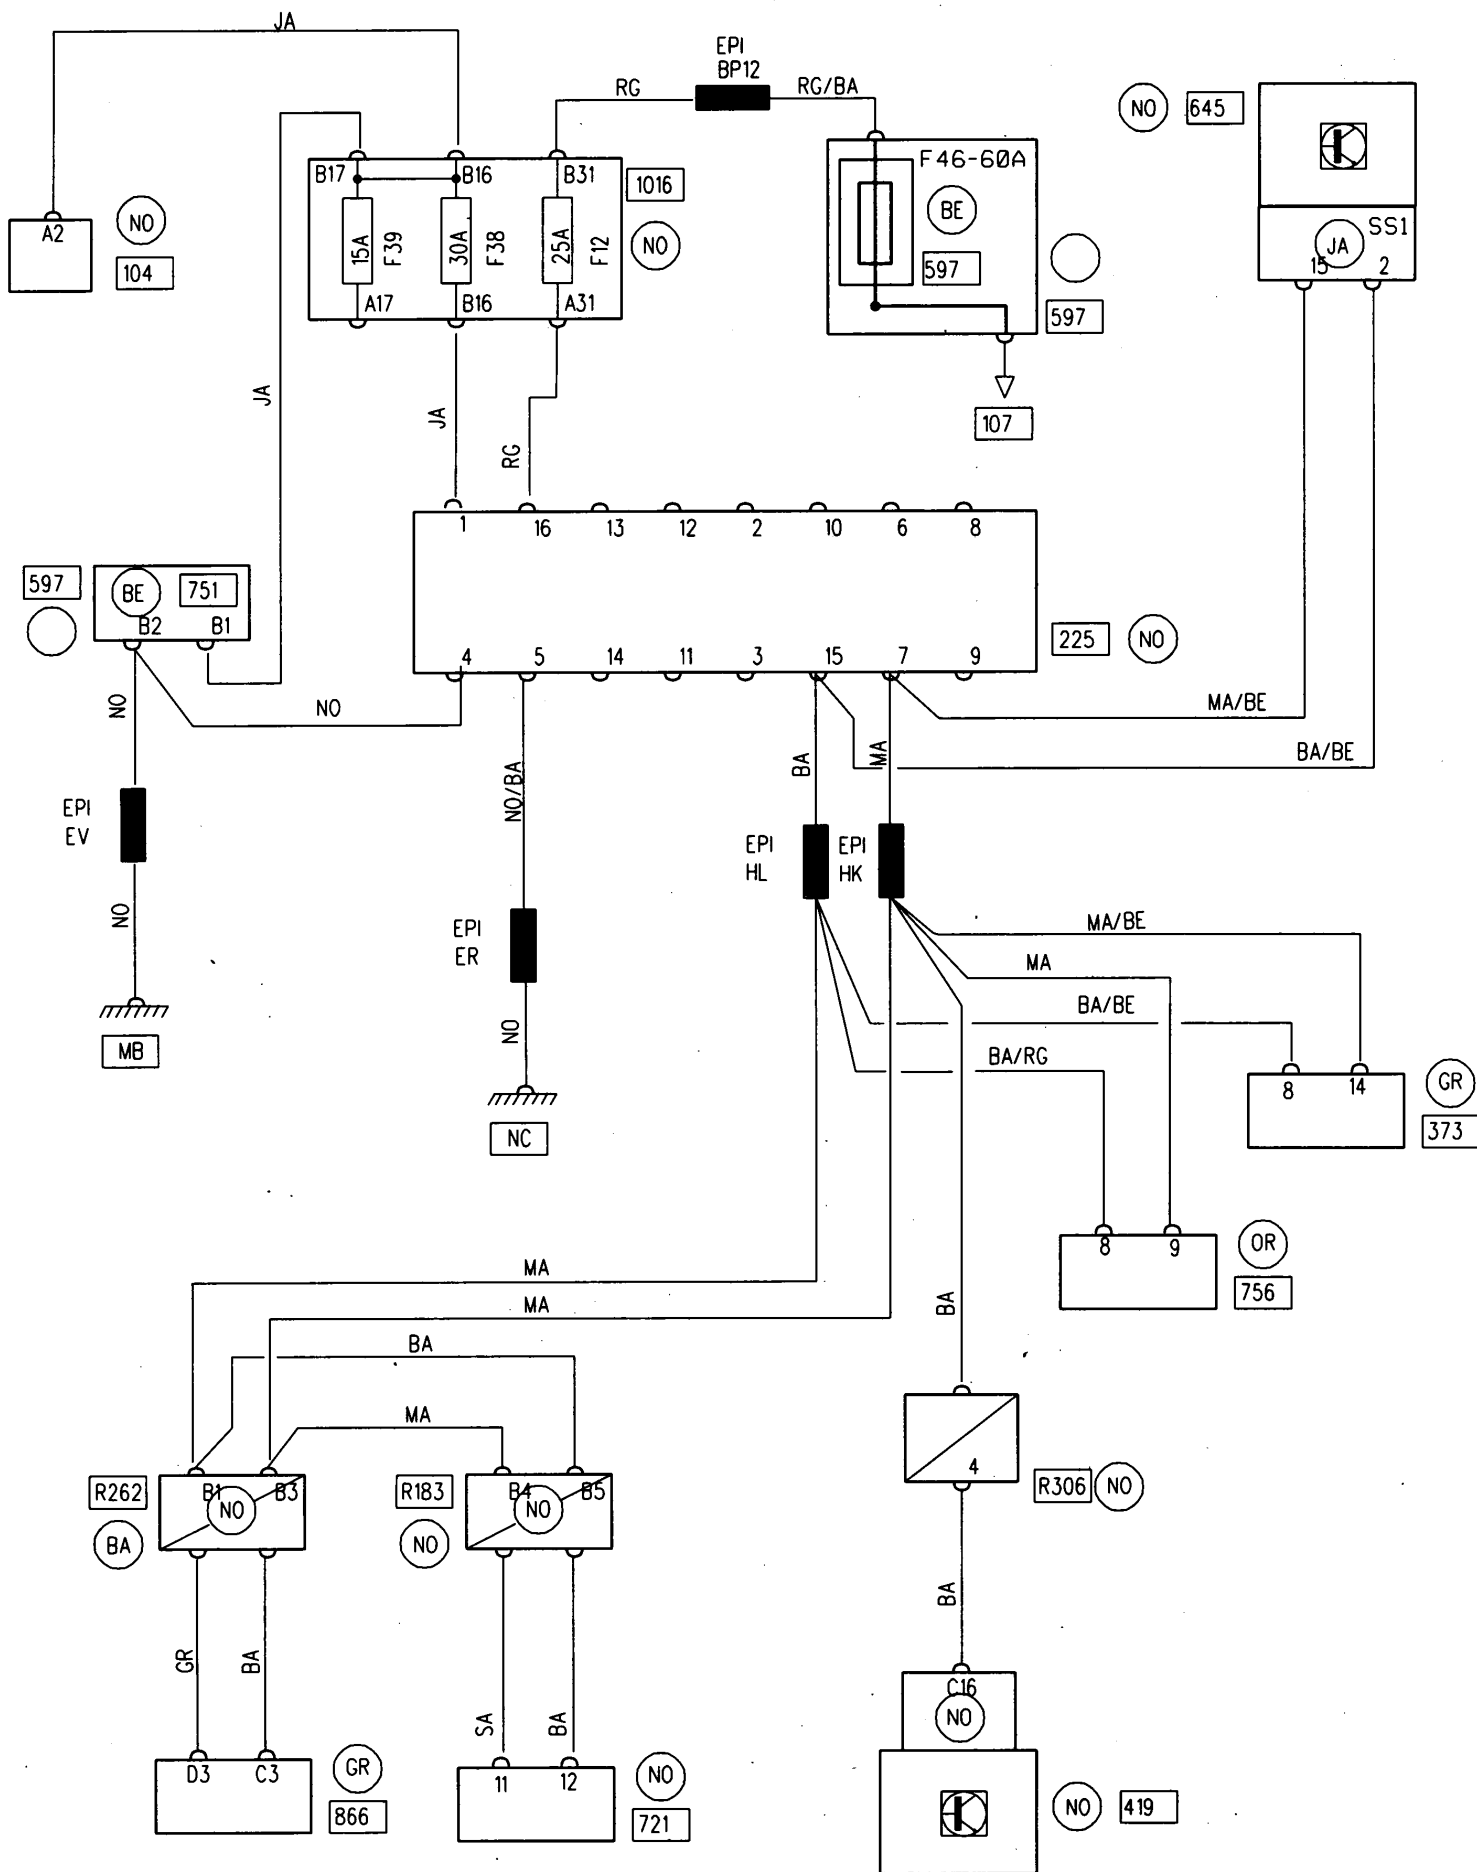 JA
EPI
BP12
RG
RG/BA
NO
645
B17
B16
B31
1016
F46-60A
BE
597
NO
A2
NO
104
15A
F39
30A
F38
25A
F12
A17
B16
A31
597
107
JA
SS1
15
2
JA
JA
RG
1
16
13
12
2
10
6
8
597
BE
751
B2
B1
4
5
14
11
3
15
7
9
225
NO
NO
NO
NO/BA
BA
MA
MA/BE
BA/BE
EPI
EV
EPI
HL
EPI
HK
NO
EPI
ER
NO
MA/BE
MA
BA/BE
BA/RG
MB
NC
8
14
GR
373
8
9
OR
756
MA
MA
BA
MA
BA
R262
B1
B3
NO
BA
R183
B4
B5
NO
NO
4
R306
NO
GR
BA
SA
BA
BA
D3
C3
GR
866
11
12
NO
721
C16
NO
NO
419